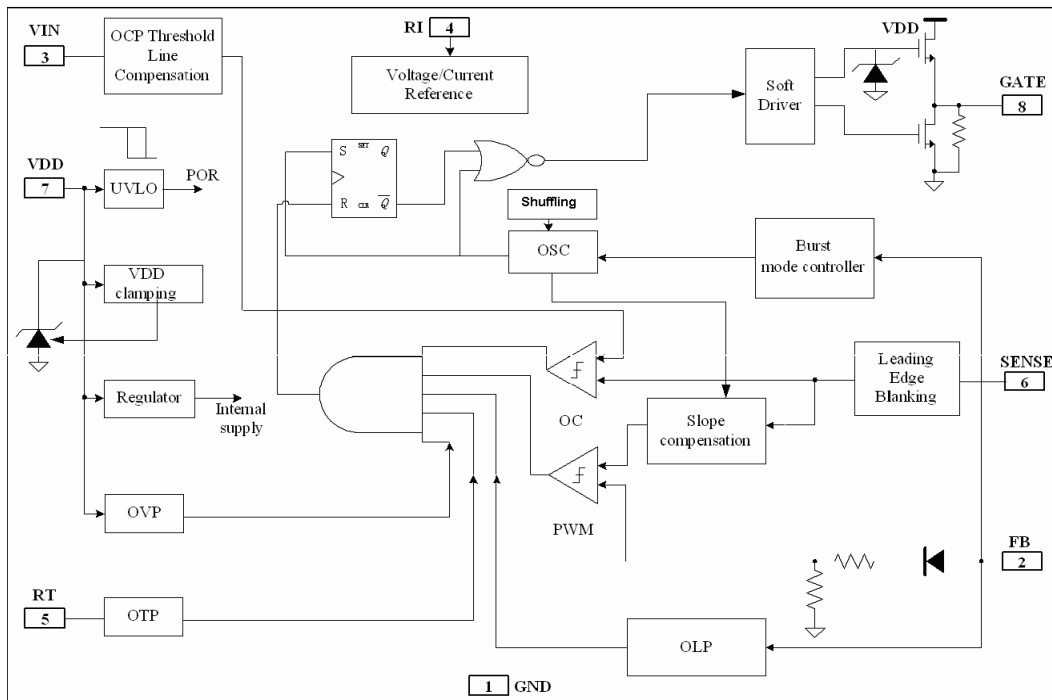 VIN
3
OCP Threshold
Line
Compensation
RI
4
Voltage/Current
Reference
VDD
Soft
Driver
GATE
8
S
SET
Q
R
CLR
Q
VDD
7
UVLO
POR
Shuffling
OSC
Burst
mode controller
VDD
clamping
Leading
Edge
Blanking
SENSE
6
Regulator
Internal
supply
OC
Slope
compensation
OVP
PWM
FB
2
RT
5
OTP
OLP
1
GND